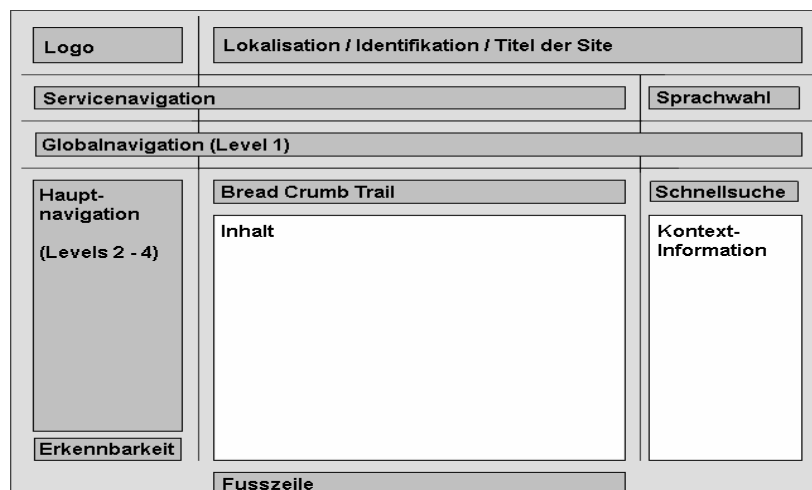 Logo
Lokalisation / Identifikation / Titel der Site
Servicenavigation
Sprachwahl
Globalnavigation (Level 1)
Haupt-
navigation
(Levels 2 - 4)
Bread Crumb Trail
Schnellsuche
Inhalt
Kontext-
Information
Erkennbarkeit
Fusszeile